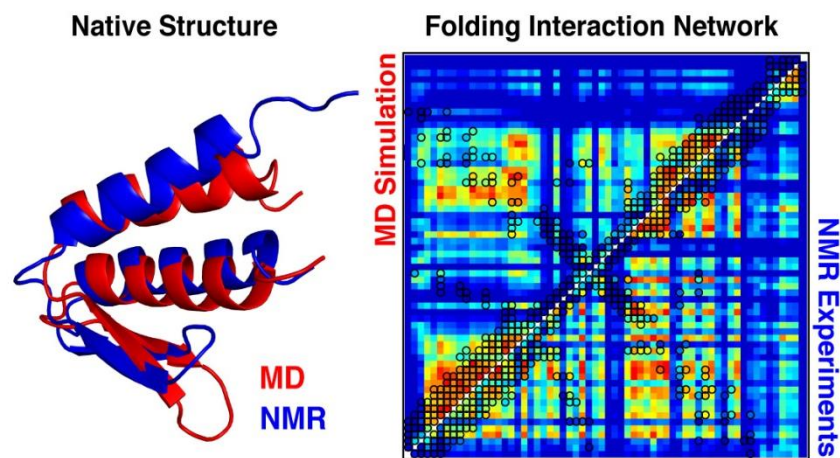 Native Structure
Folding Interaction Network
MD Simulation
MD
NMR
NMR Experiments